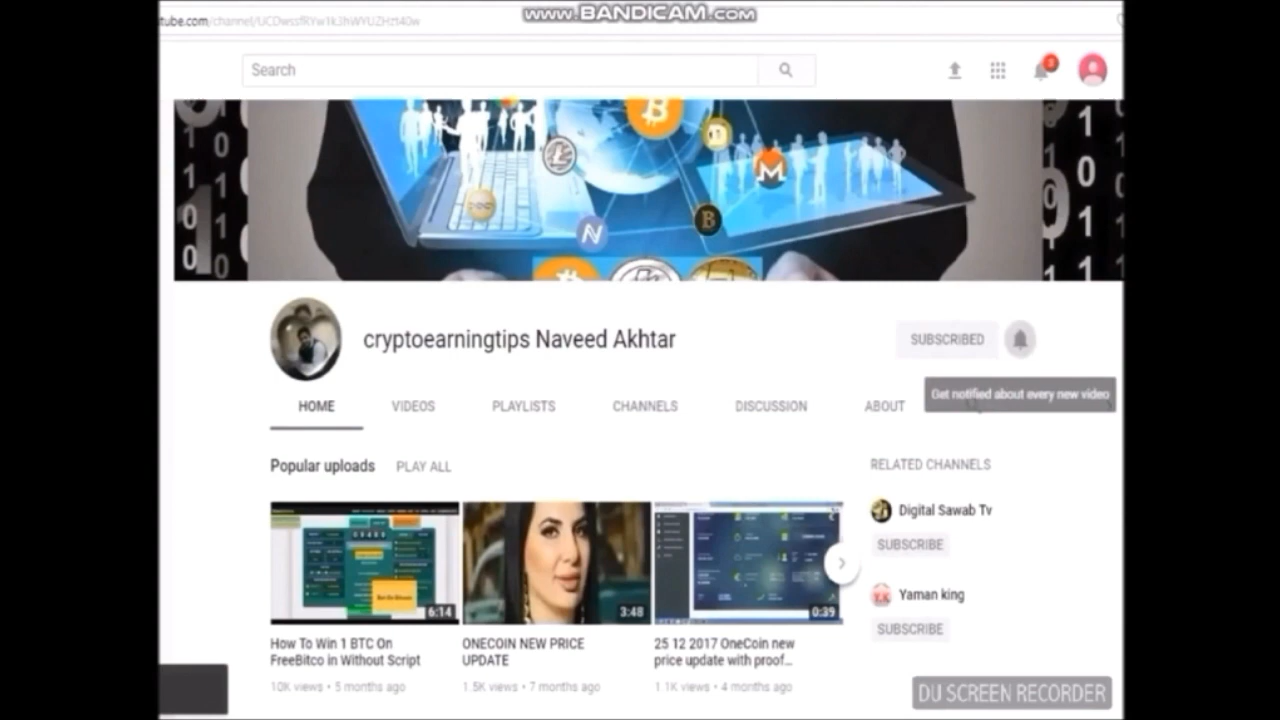 www.BANDICAM.com
tube.com/channel/
Search
cryptoearningtips Naveed Akhtar
SUBSCRIBED
Get notified about every new video
HOME VIDEOS PLAYLISTS CHANNELS DISCUSSION ABOUT
Popular uploads PLAY ALL
RELATED CHANNELS
Digital Sawab Tv
SUBSCRIBE
Yaman king
SUBSCRIBE
6:14
3:48
0:39
How To Win 1 BTC On
FreeBitco in Without Script
10K views • 5 months ago
ONECOIN NEW PRICE
UPDATE
1.5K views • 7 months ago
25 12 2017 OneCoin new
price update with proof...
1.1K views • 4 months ago
DU SCREEN RECORDER